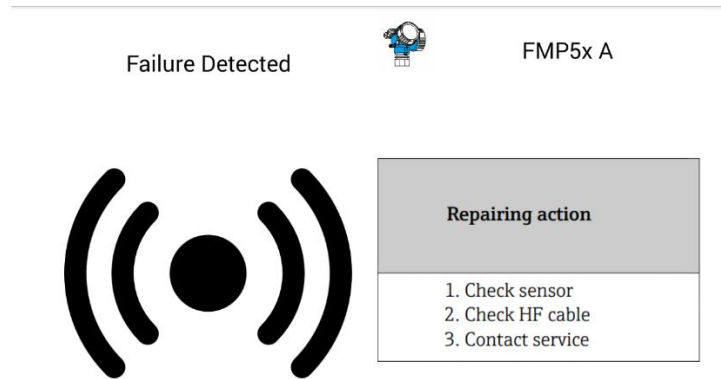 Failure Detected
FMP5x A
Repairing action
1. Check sensor
2. Check HF cable
3. Contact service